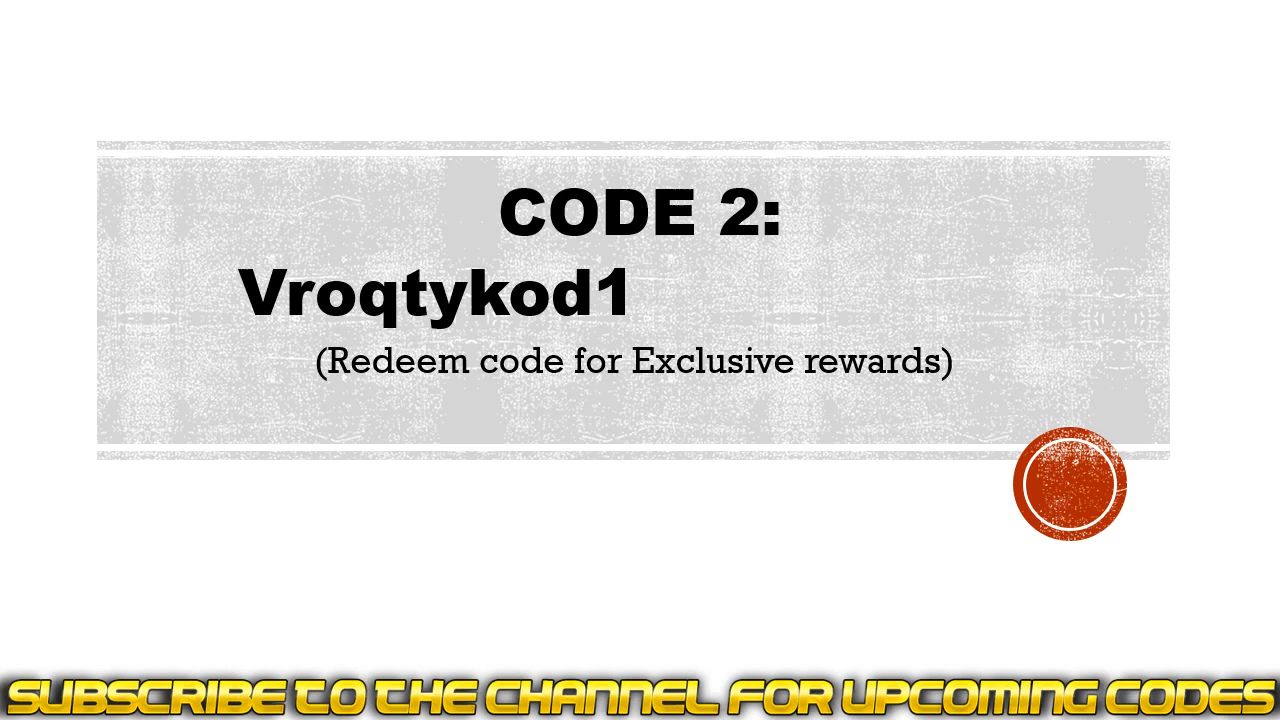 CODE 2:
Vroqtykod1
(Redeem code for Exclusive rewards)
SUBSCRIBE TO THE CHANNEL FOR UPCOMING CODES